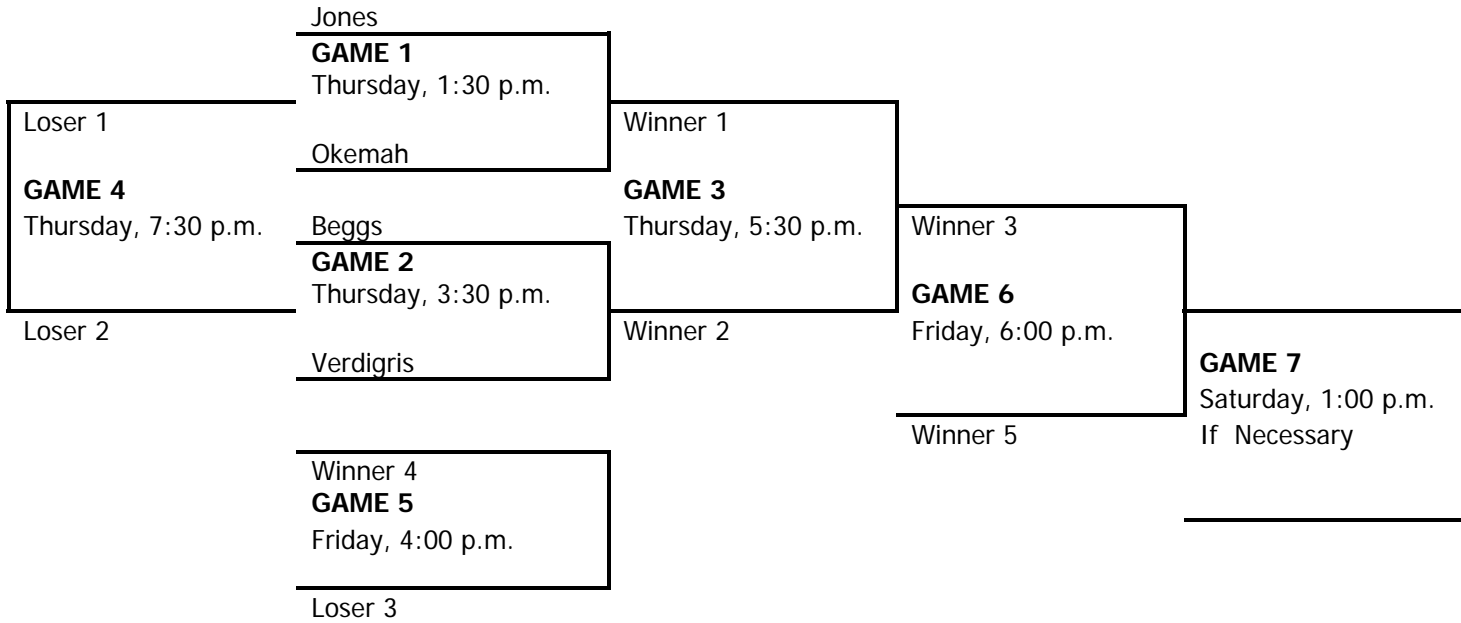 Jones
GAME 1
Thursday, 1:30 p.m.
Okemah
Loser 1
GAME 4
Thursday, 7:30 p.m.
Loser 2
Beggs
GAME 2
Thursday, 3:30 p.m.
Verdigris
Winner 1
GAME 3
Thursday, 5:30 p.m.
Winner 2
Winner 4
GAME 5
Friday, 4:00 p.m.
Loser 3
Winner 3
GAME 6
Friday, 6:00 p.m.
Winner 5
GAME 7
Saturday, 1:00 p.m.
If Necessary